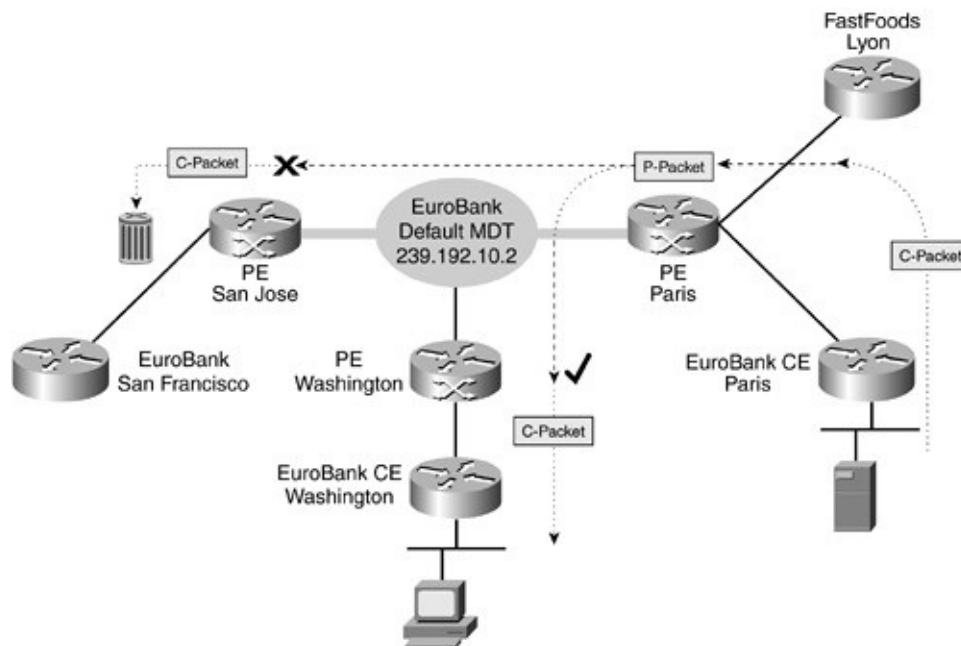 FastFoods
Lyon
C-Packet
P-Packet
EuroBank
Default MDT
239.192.10.2
C-Packet
PE
San Jose
PE
Paris
EuroBank
San Francisco
PE
Washington
EuroBank CE
Paris
C-Packet
EuroBank CE
Washington